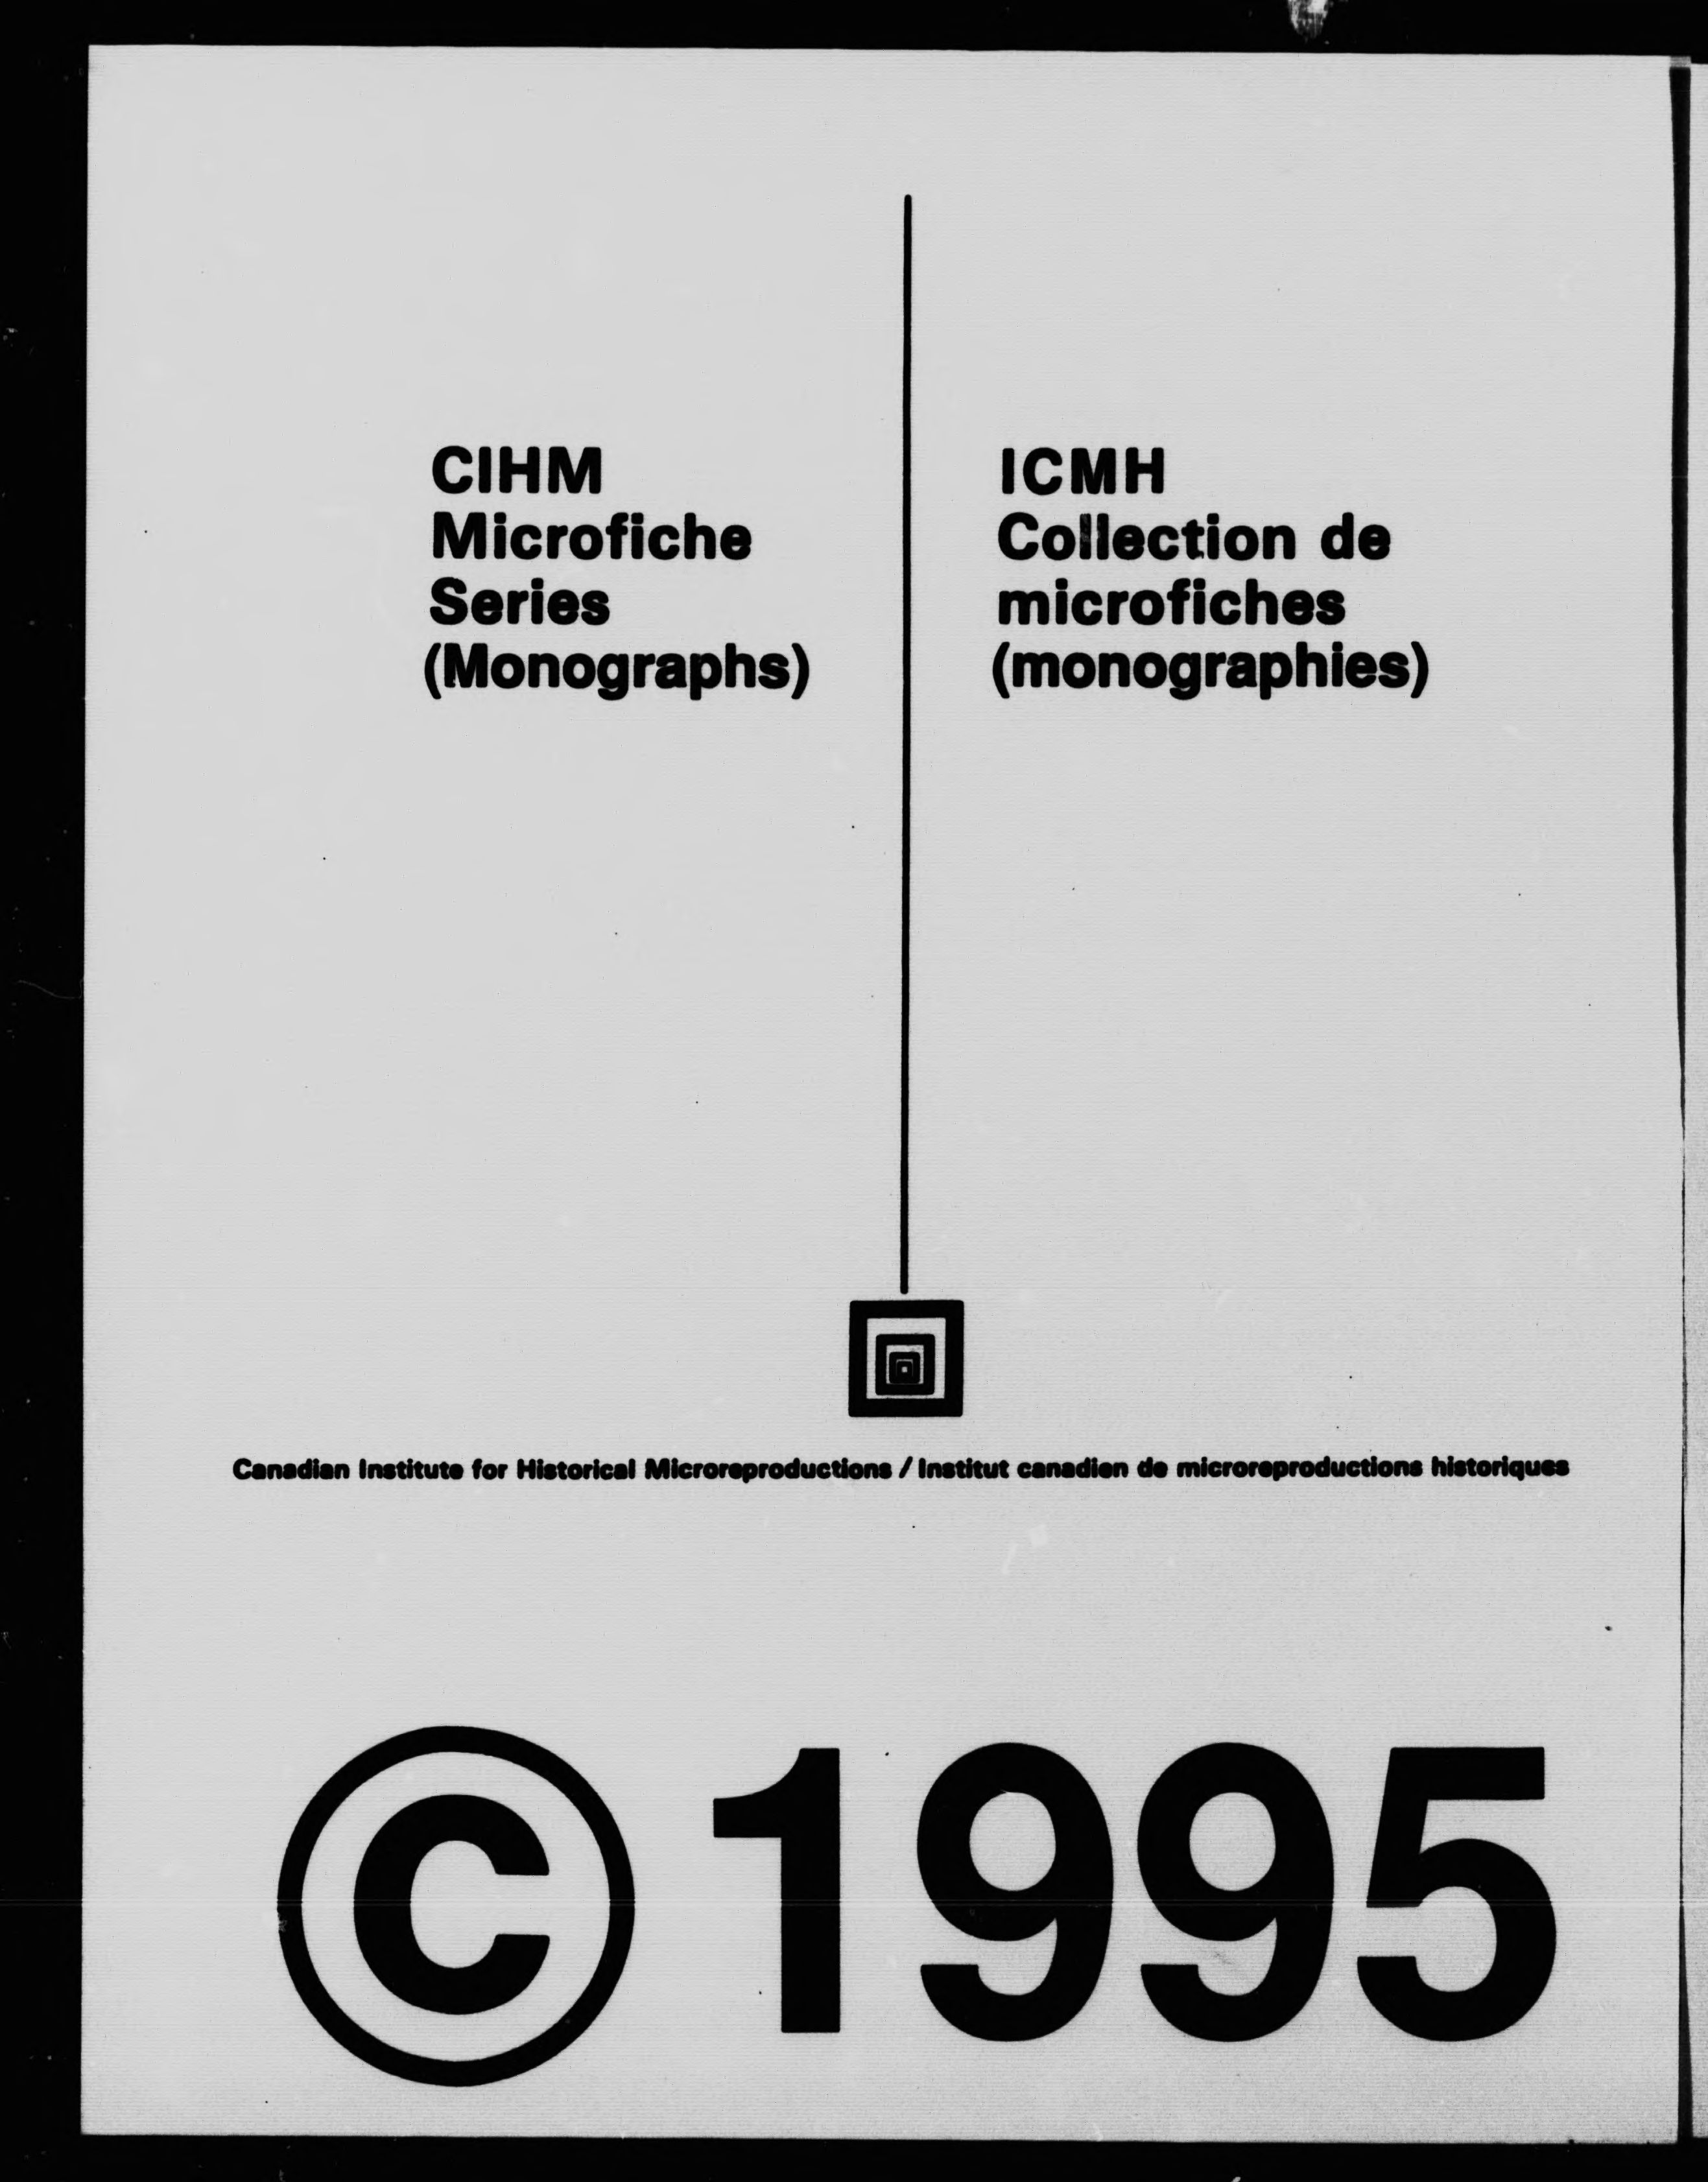 CIHM
Microfiche
Series
(Monographs)
ICMH
Collection de
microfiches
(monographies)
Canadian Institute for Historical Microreproductions / Institut canadien de microreproductions historiques
© 1995